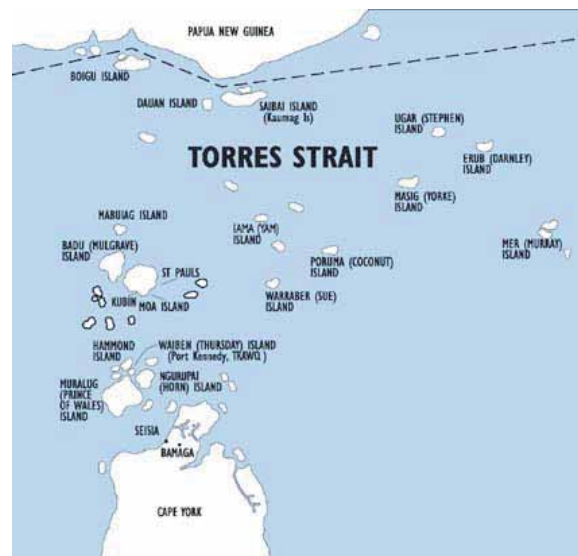 PAPUA NEW GUINEA
BOIGU ISLAND
DAUAN ISLAND
SAIBAI ISLAND
(Kaumag Is)
UGAR (STEPHEN)
ISLAND
TORRES STRAIT
ERUB (DARNLEY)
ISLAND
MASIG (YORKE)
ISLAND
MABUIAG ISLAND
IAMA (YAM)
ISLAND
BADU (MULGRAVE)
ISLAND
MER (MURRAY)
ISLAND
PORUMA (COCONUT)
ISLAND
ST PAULS
KUBIN
MOA ISLAND
WARRABER (SUE)
ISLAND
HAMMOND
ISLAND
WAIBEN (THURSDAY) ISLAND
(Port Kennedy, TRAWQ)
NGURUPAI
(HORN) ISLAND
MURALUG
(PRINCE
OF WALES)
ISLAND
SEISIA
BAMAGA
CAPE YORK